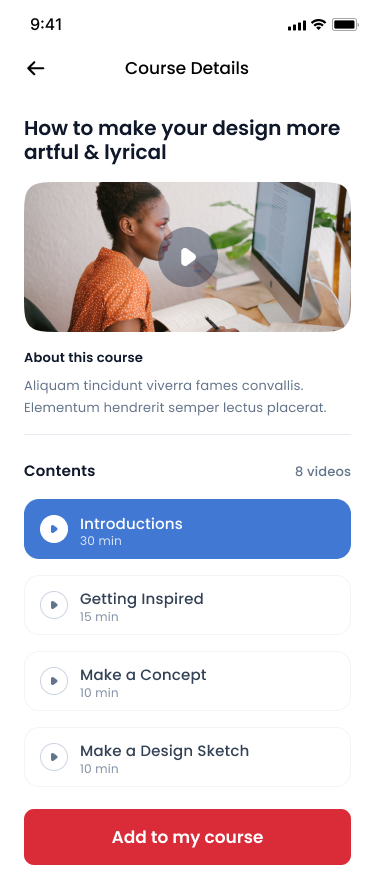 9:41
Course Details
How to make your design more
artful & lyrical
About this course
Aliquam tincidunt viverra fames convallis.
Elementum hendrerit semper lectus placerat.
Contents
8 videos
Introductions
30 min
Getting Inspired
15 min
Make a Concept
10 min
Make a Design Sketch
10 min
Add to my course